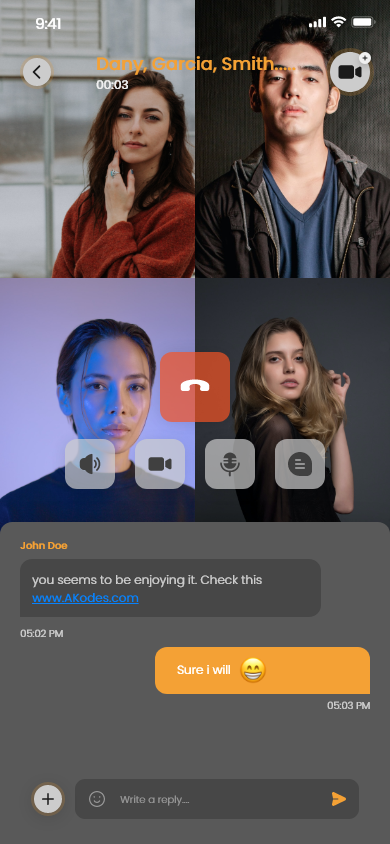 9:41
Dany, Garcia, Smith....
00:03
John Doe
you seems to be enjoying it. Check this
www.AKodes.com
05:02 PM
Sure i will 😁
05:03 PM
Write a reply...